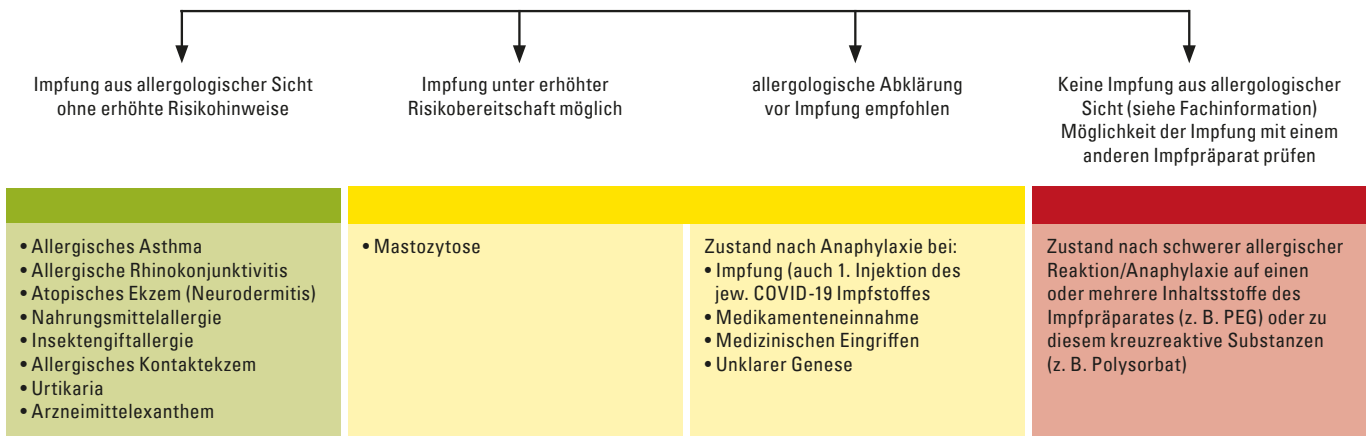 Impfung aus allergologischer Sicht
ohne erhöhte Risikohinweise
Impfung unter erhöhter
Risikobereitschaft möglich
allergologische Abklärung
vor Impfung empfohlen
Keine Impfung aus allergologischer
Sicht (siehe Fachinformation)
Möglichkeit der Impfung mit einem
anderen Impfpräparat prüfen
• Allergisches Asthma
• Allergische Rhinokonjunktivitis
• Atopisches Ekzem (Neurodermitis)
• Nahrungsmittelallergie
• Insektengiftallergie
• Allergisches Kontaktekzem
• Urtikaria
• Arzneimittelexanthem
• Mastozytose
Zustand nach Anaphylaxie bei:
• Impfung (auch 1. Injektion des
jew. COVID-19 Impfstoffes
• Medikamenteneinnahme
• Medizinischen Eingriffen
• Unklarer Genese
Zustand nach schwerer allergischer
Reaktion/Anaphylaxie auf einen
oder mehrere Inhaltsstoffe des
Impfpräparates (z. B. PEG) oder zu
diesem kreuzreaktive Substanzen
(z. B. Polysorbat)